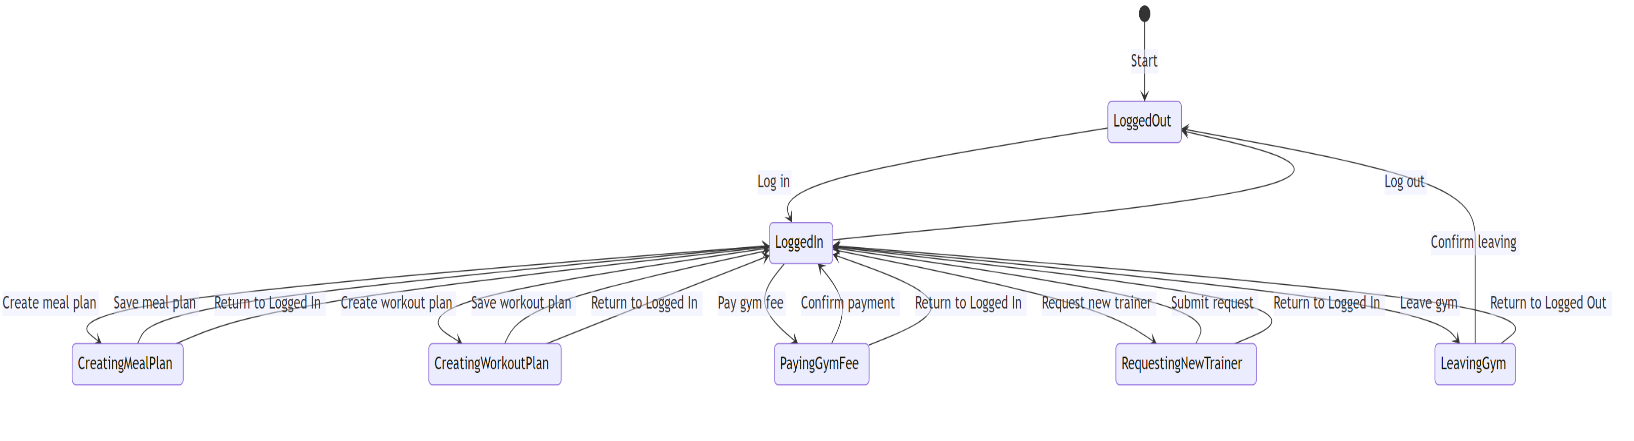 Start
LoggedOut
Log in
Log out
LoggedIn
Confirm leaving
Create meal plan
Save meal plan
Return to Logged In
Create workout plan
Save workout plan
Return to Logged In
Pay gym fee
Confirm payment
Return to Logged In
Request new trainer
Submit request
Return to Logged In
Leave gym
Return to Logged Out
CreatingMealPlan
CreatingWorkoutPlan
PayingGymFee
RequestingNewTrainer
LeavingGym